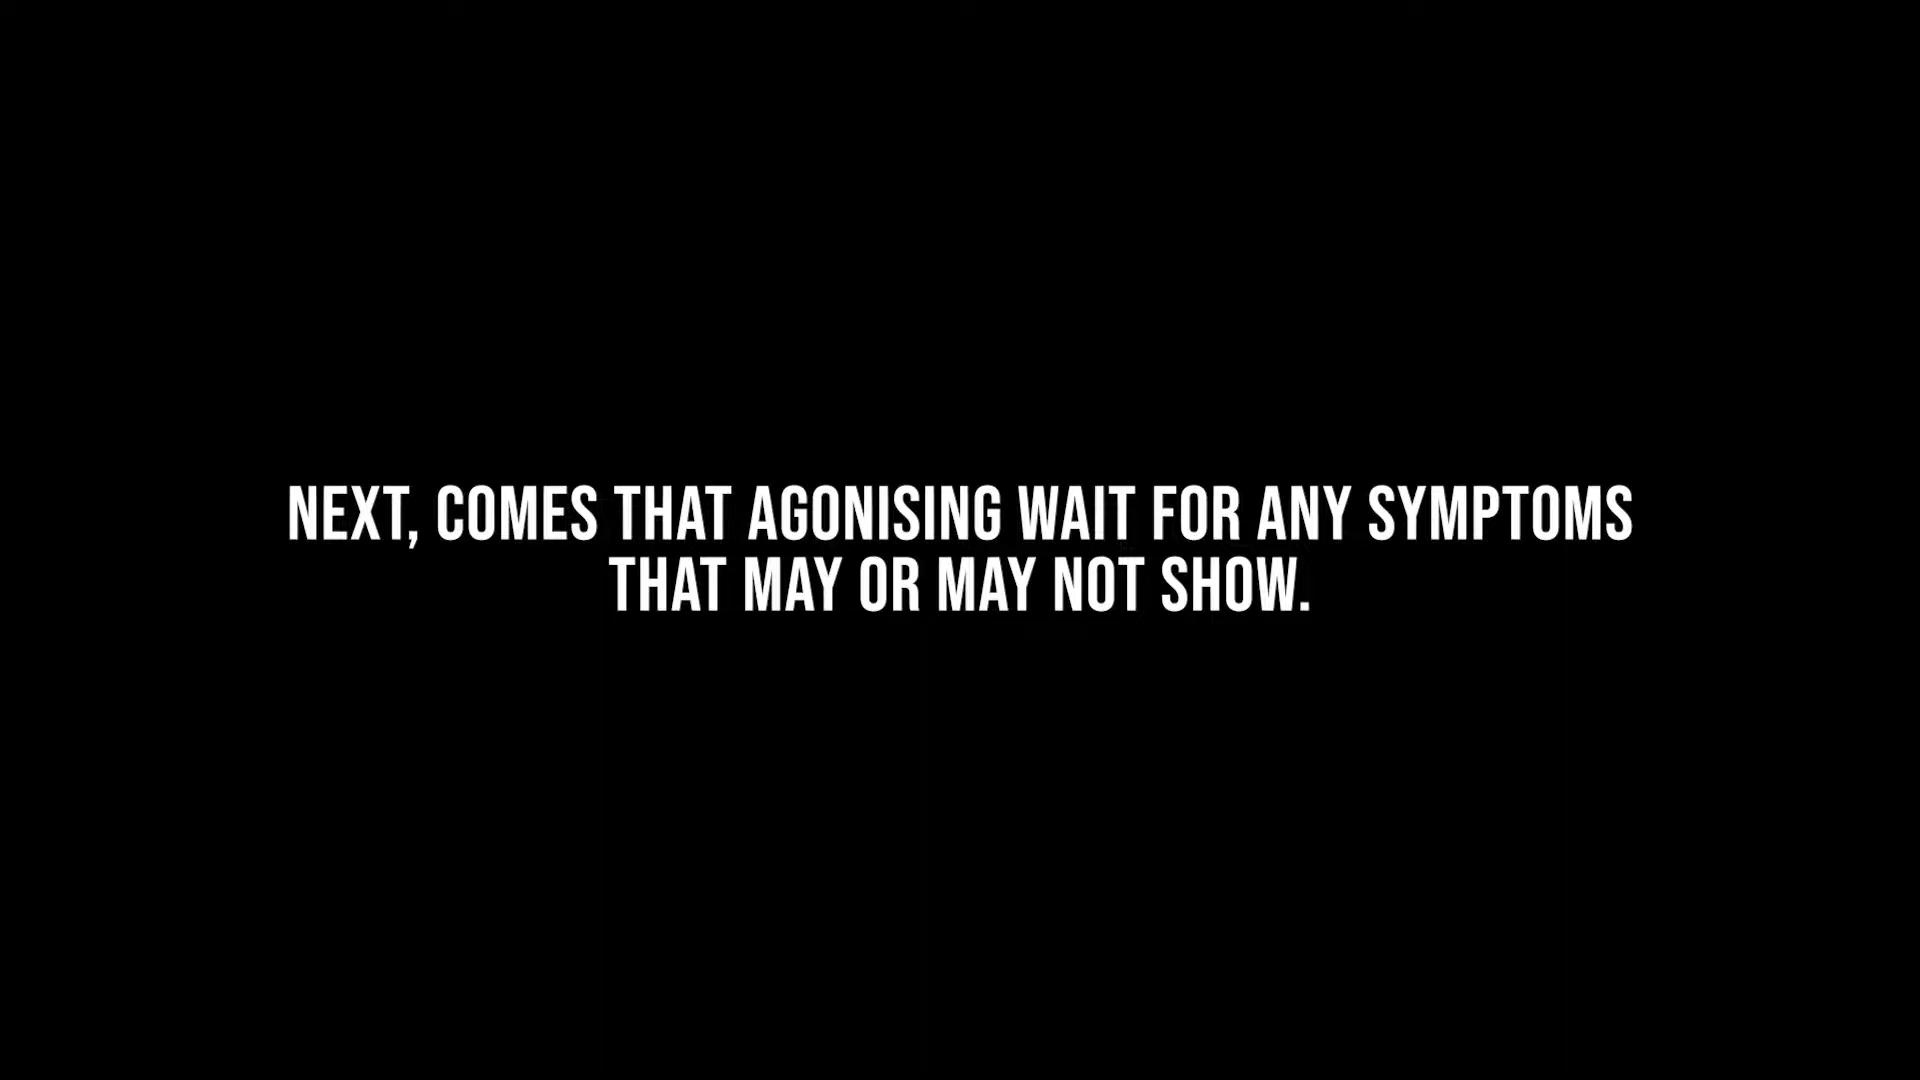 NEXT, COMES THAT AGONISING WAIT FOR ANY SYMPTOMS
THAT MAY OR MAY NOT SHOW.